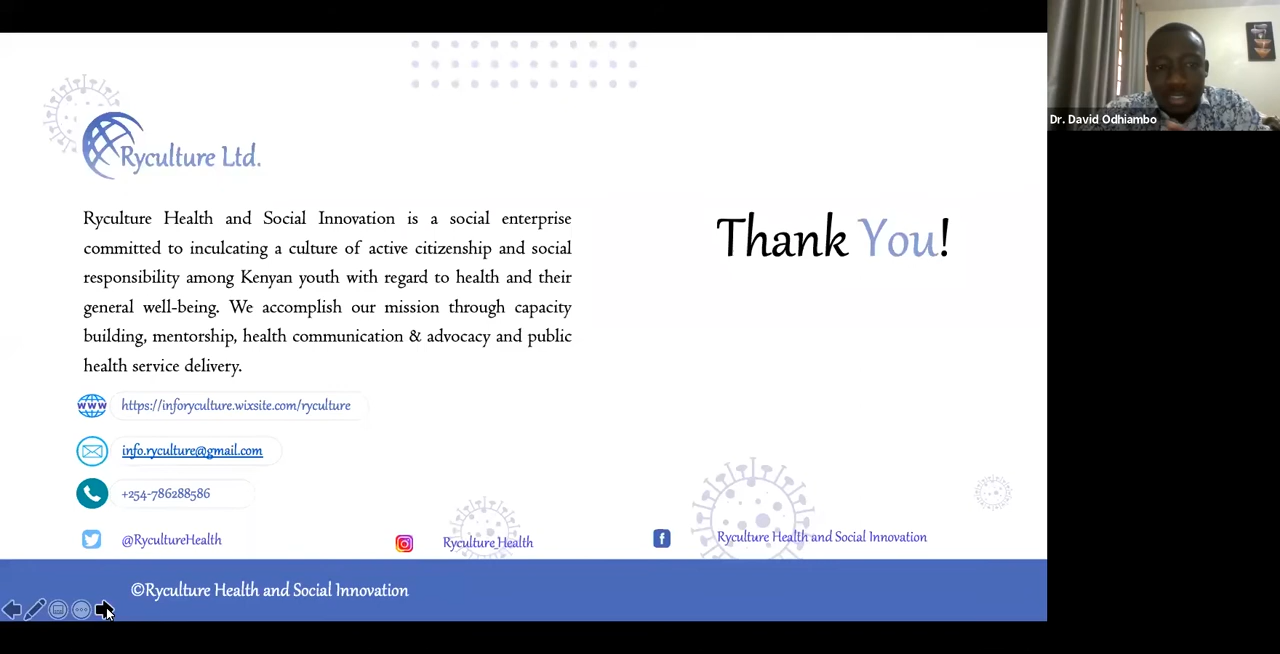 Dr. David Odhiambo
Ryculture Ltd.
Ryculture Health and Social Innovation is a social enterprise
committed to inculcating a culture of active citizenship and social
responsibility among Kenyan youth with regard to health and their
general well-being. We accomplish our mission through capacity
building, mentorship, health communication & advocacy and public
health service delivery.
Thank You!
www https://inforyculture.wixsite.com/ryculture
info.ryculture@gmail.com
+254-786288586
@RycultureHealth
Ryculture Health
Ryculture Health and Social Innovation
©Ryculture Health and Social Innovation